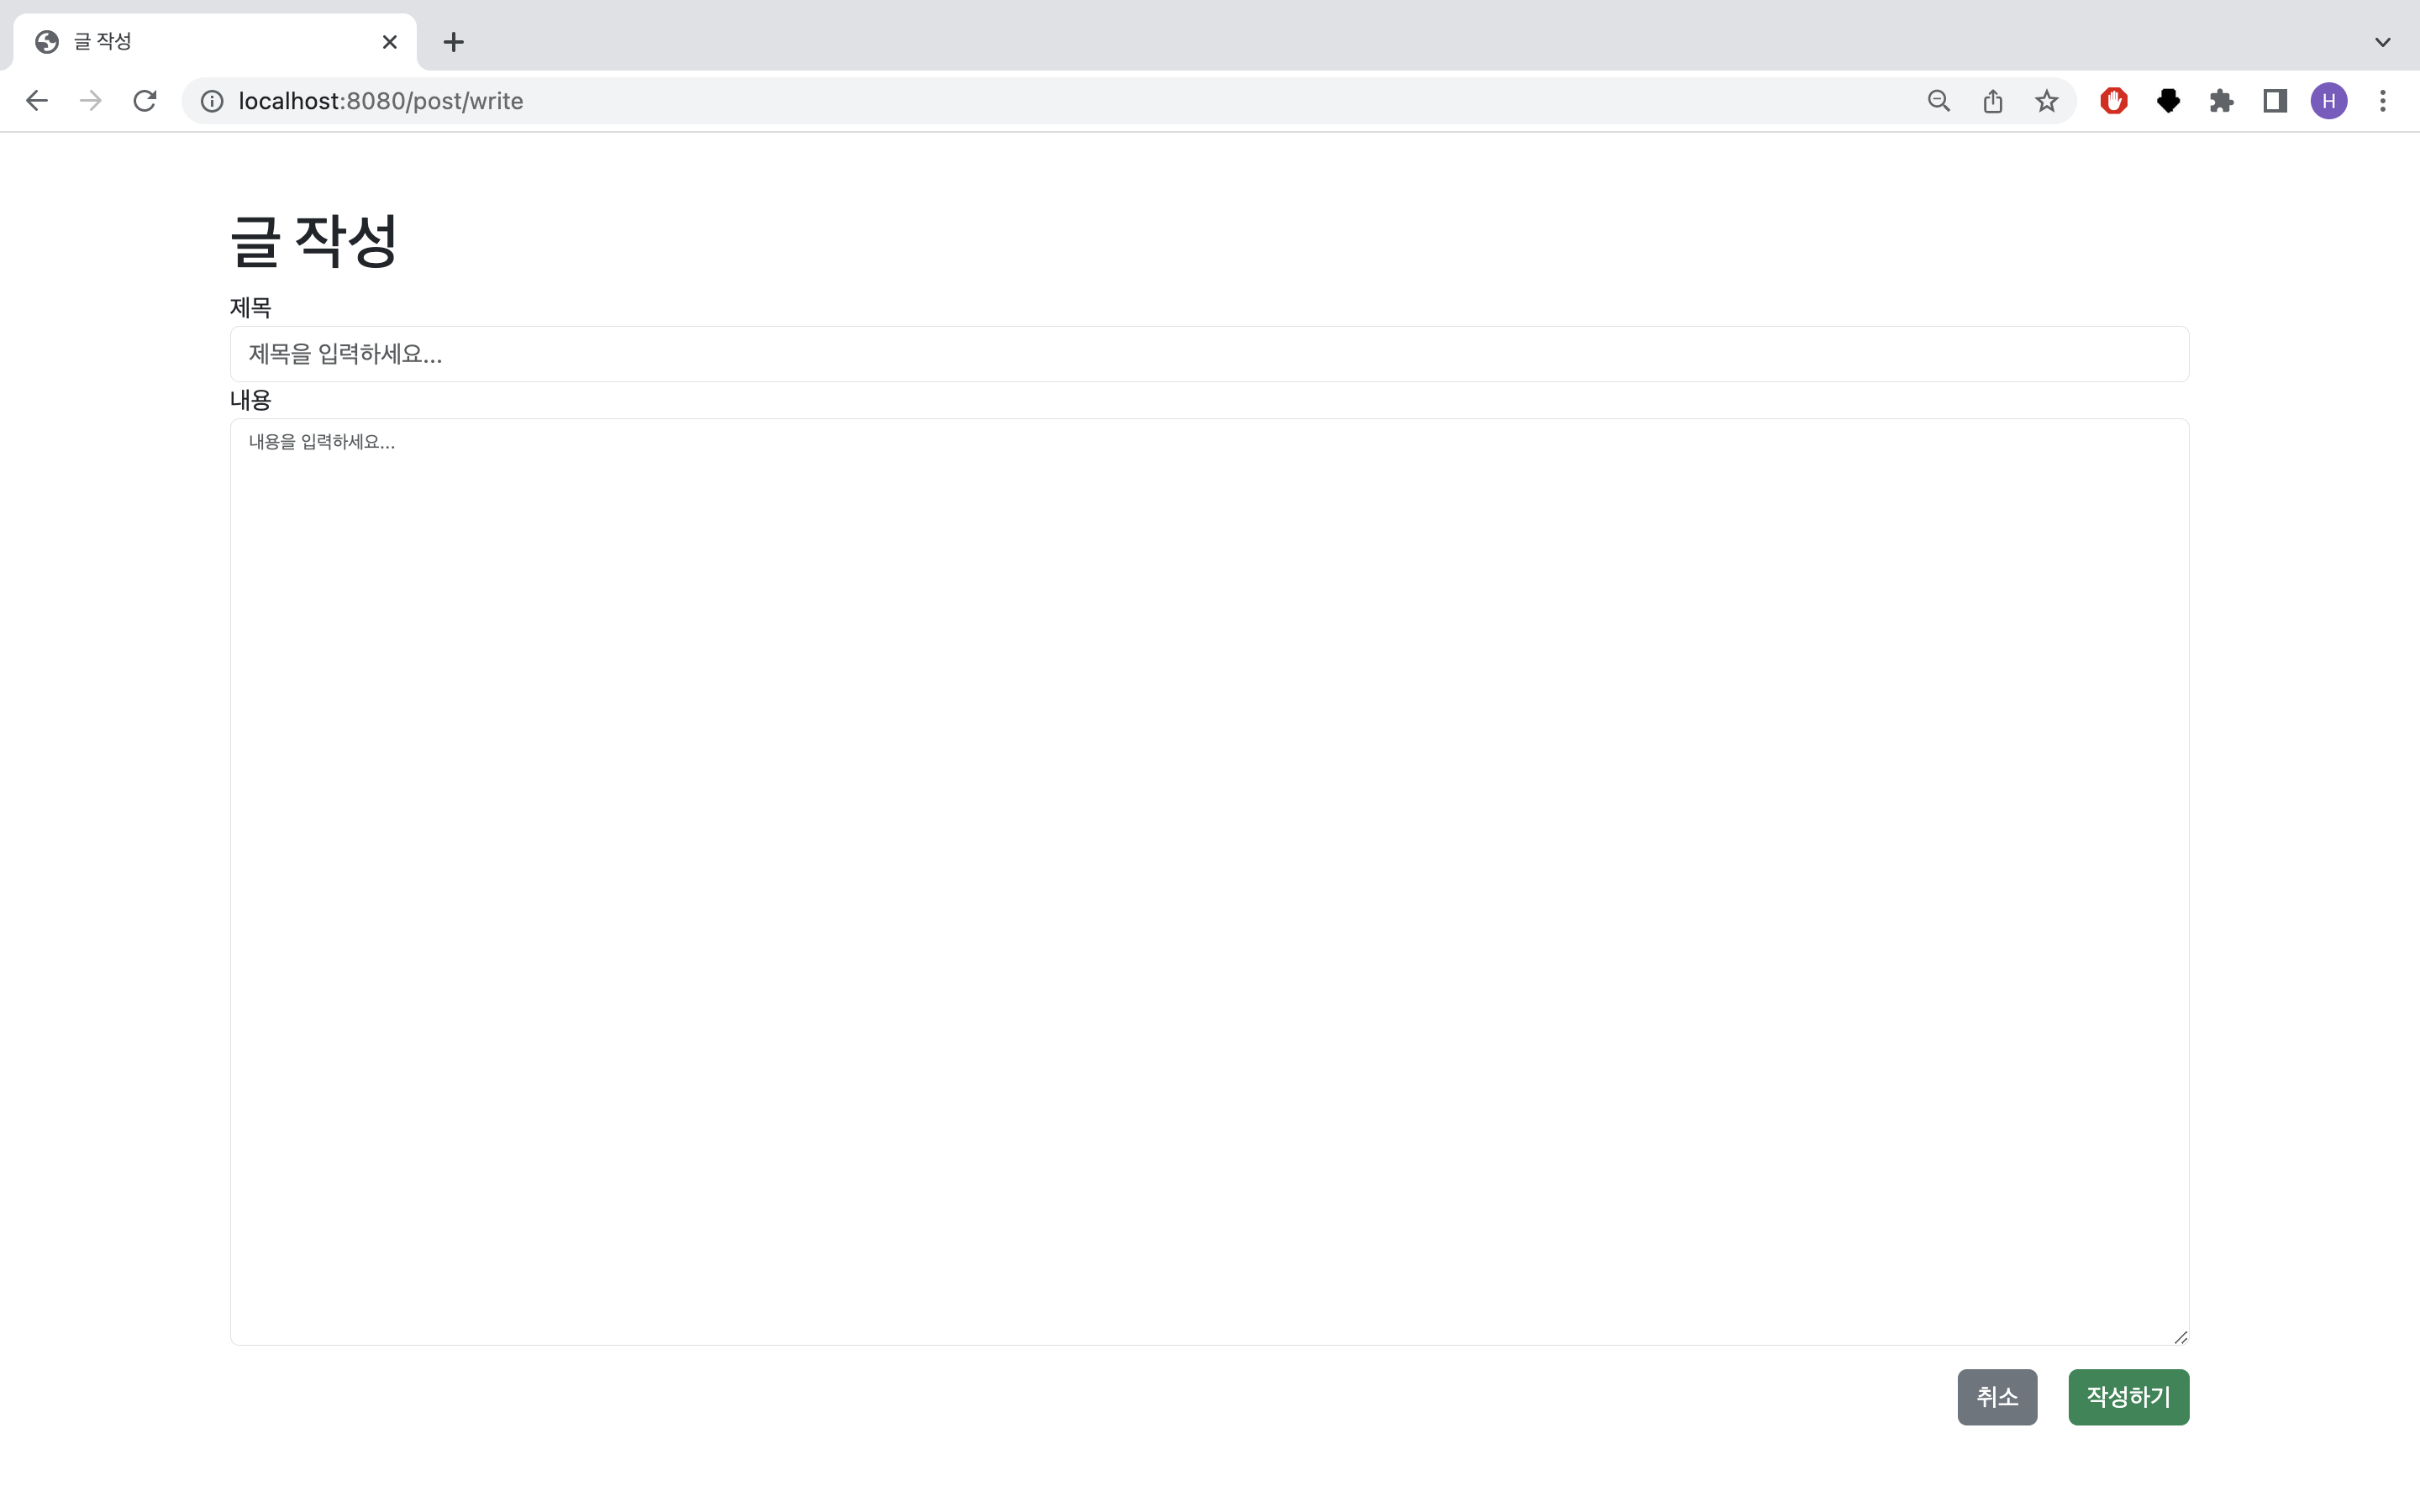 글 작성
localhost:8080/post/write
H
글 작성
제목
제목을 입력하세요...
내용
내용을 입력하세요...
취소 작성하기